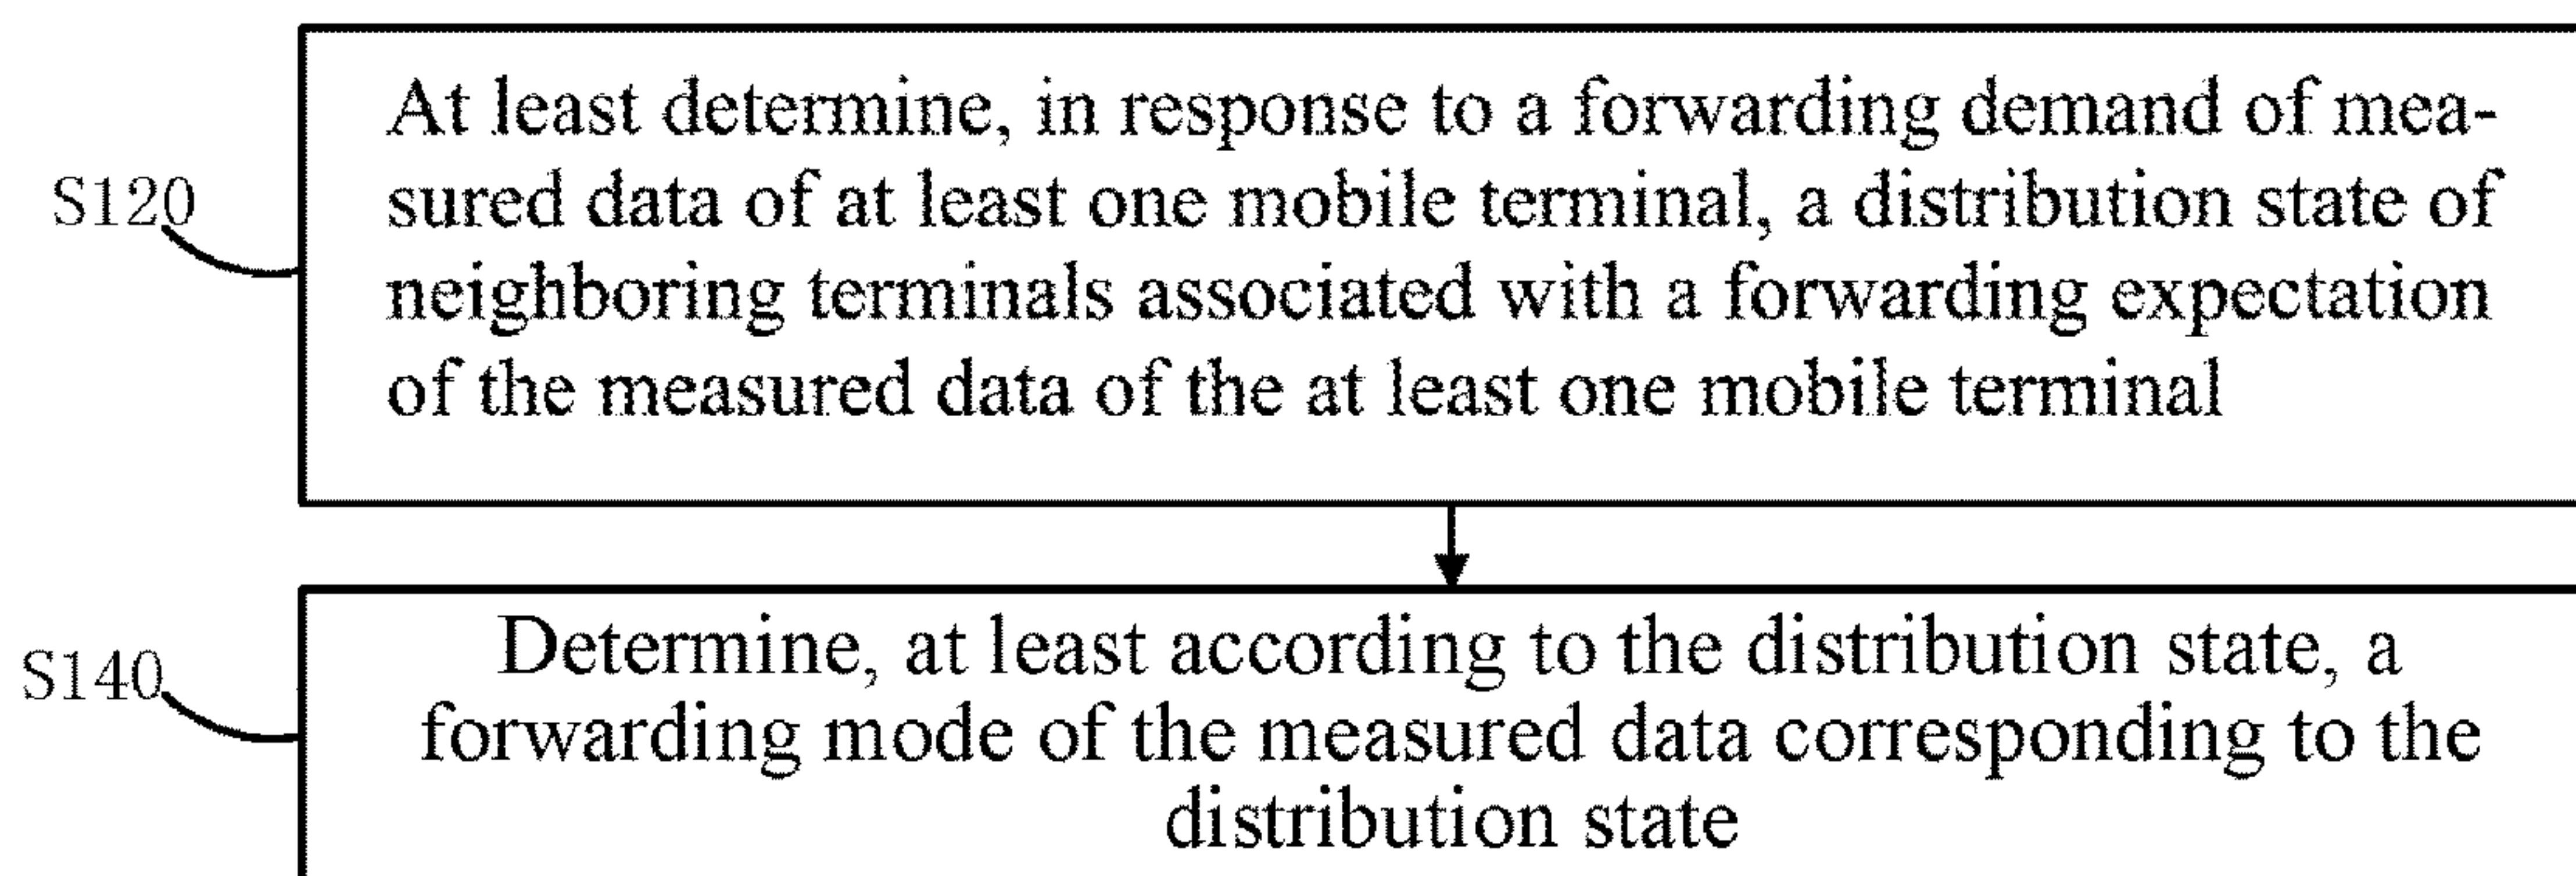 At least determine, in response to a forwarding demand of mea-
S120
sured data of at least one mobile terminal, a distribution state of
neighboring terminals associated with a forwarding expectation
of the measured data of the at least one mobile terminal
Determine, at least according to the distribution state, a
S140
forwarding mode of the measured data corresponding to the
distribution state